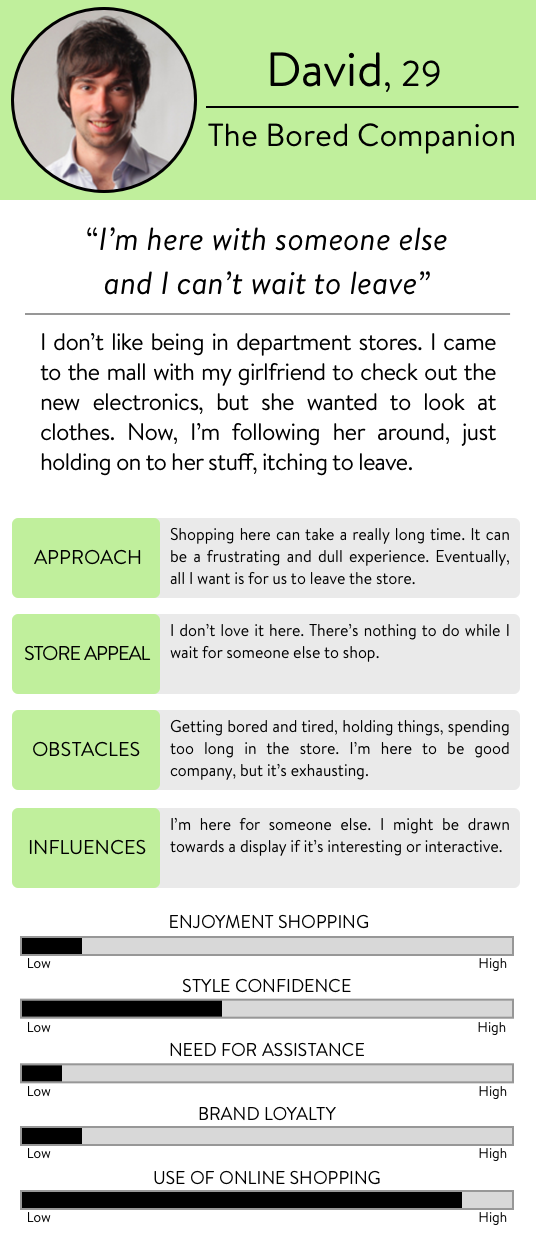 David, 29
The Bored Companion
“I’m here with someone else
and I can’t wait to leave”
I don’t like being in department stores. I came
to the mall with my girlfriend to check out the
new electronics, but she wanted to look at
clothes. Now, I’m following her around, just
holding on to her stuff, itching to leave.
APPROACH
Shopping here can take a really long time. It can
be a frustrating and dull experience. Eventually,
all I want is for us to leave the store.
STORE APPEAL
I don’t love it here. There’s nothing to do while I
wait for someone else to shop.
OBSTACLES
Getting bored and tired, holding things, spending
too long in the store. I’m here to be good
company, but it’s exhausting.
INFLUENCES
I’m here for someone else. I might be drawn
towards a display if it’s interesting or interactive.
ENJOYMENT SHOPPING
Low High
STYLE CONFIDENCE
Low High
NEED FOR ASSISTANCE
Low High
BRAND LOYALTY
Low High
USE OF ONLINE SHOPPING
Low High